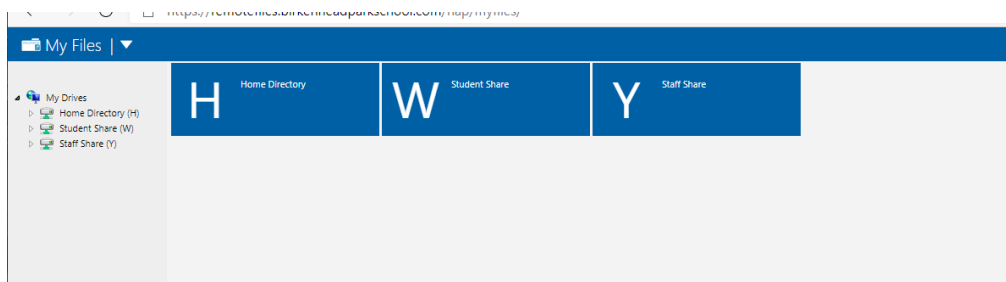 https://remotefiles.birkenheadparkschool.com/hap/myfiles/
My Files |
My Drives
Home Directory (H)
Student Share (W)
Staff Share (Y)
H Home Directory
W Student Share
Y Staff Share